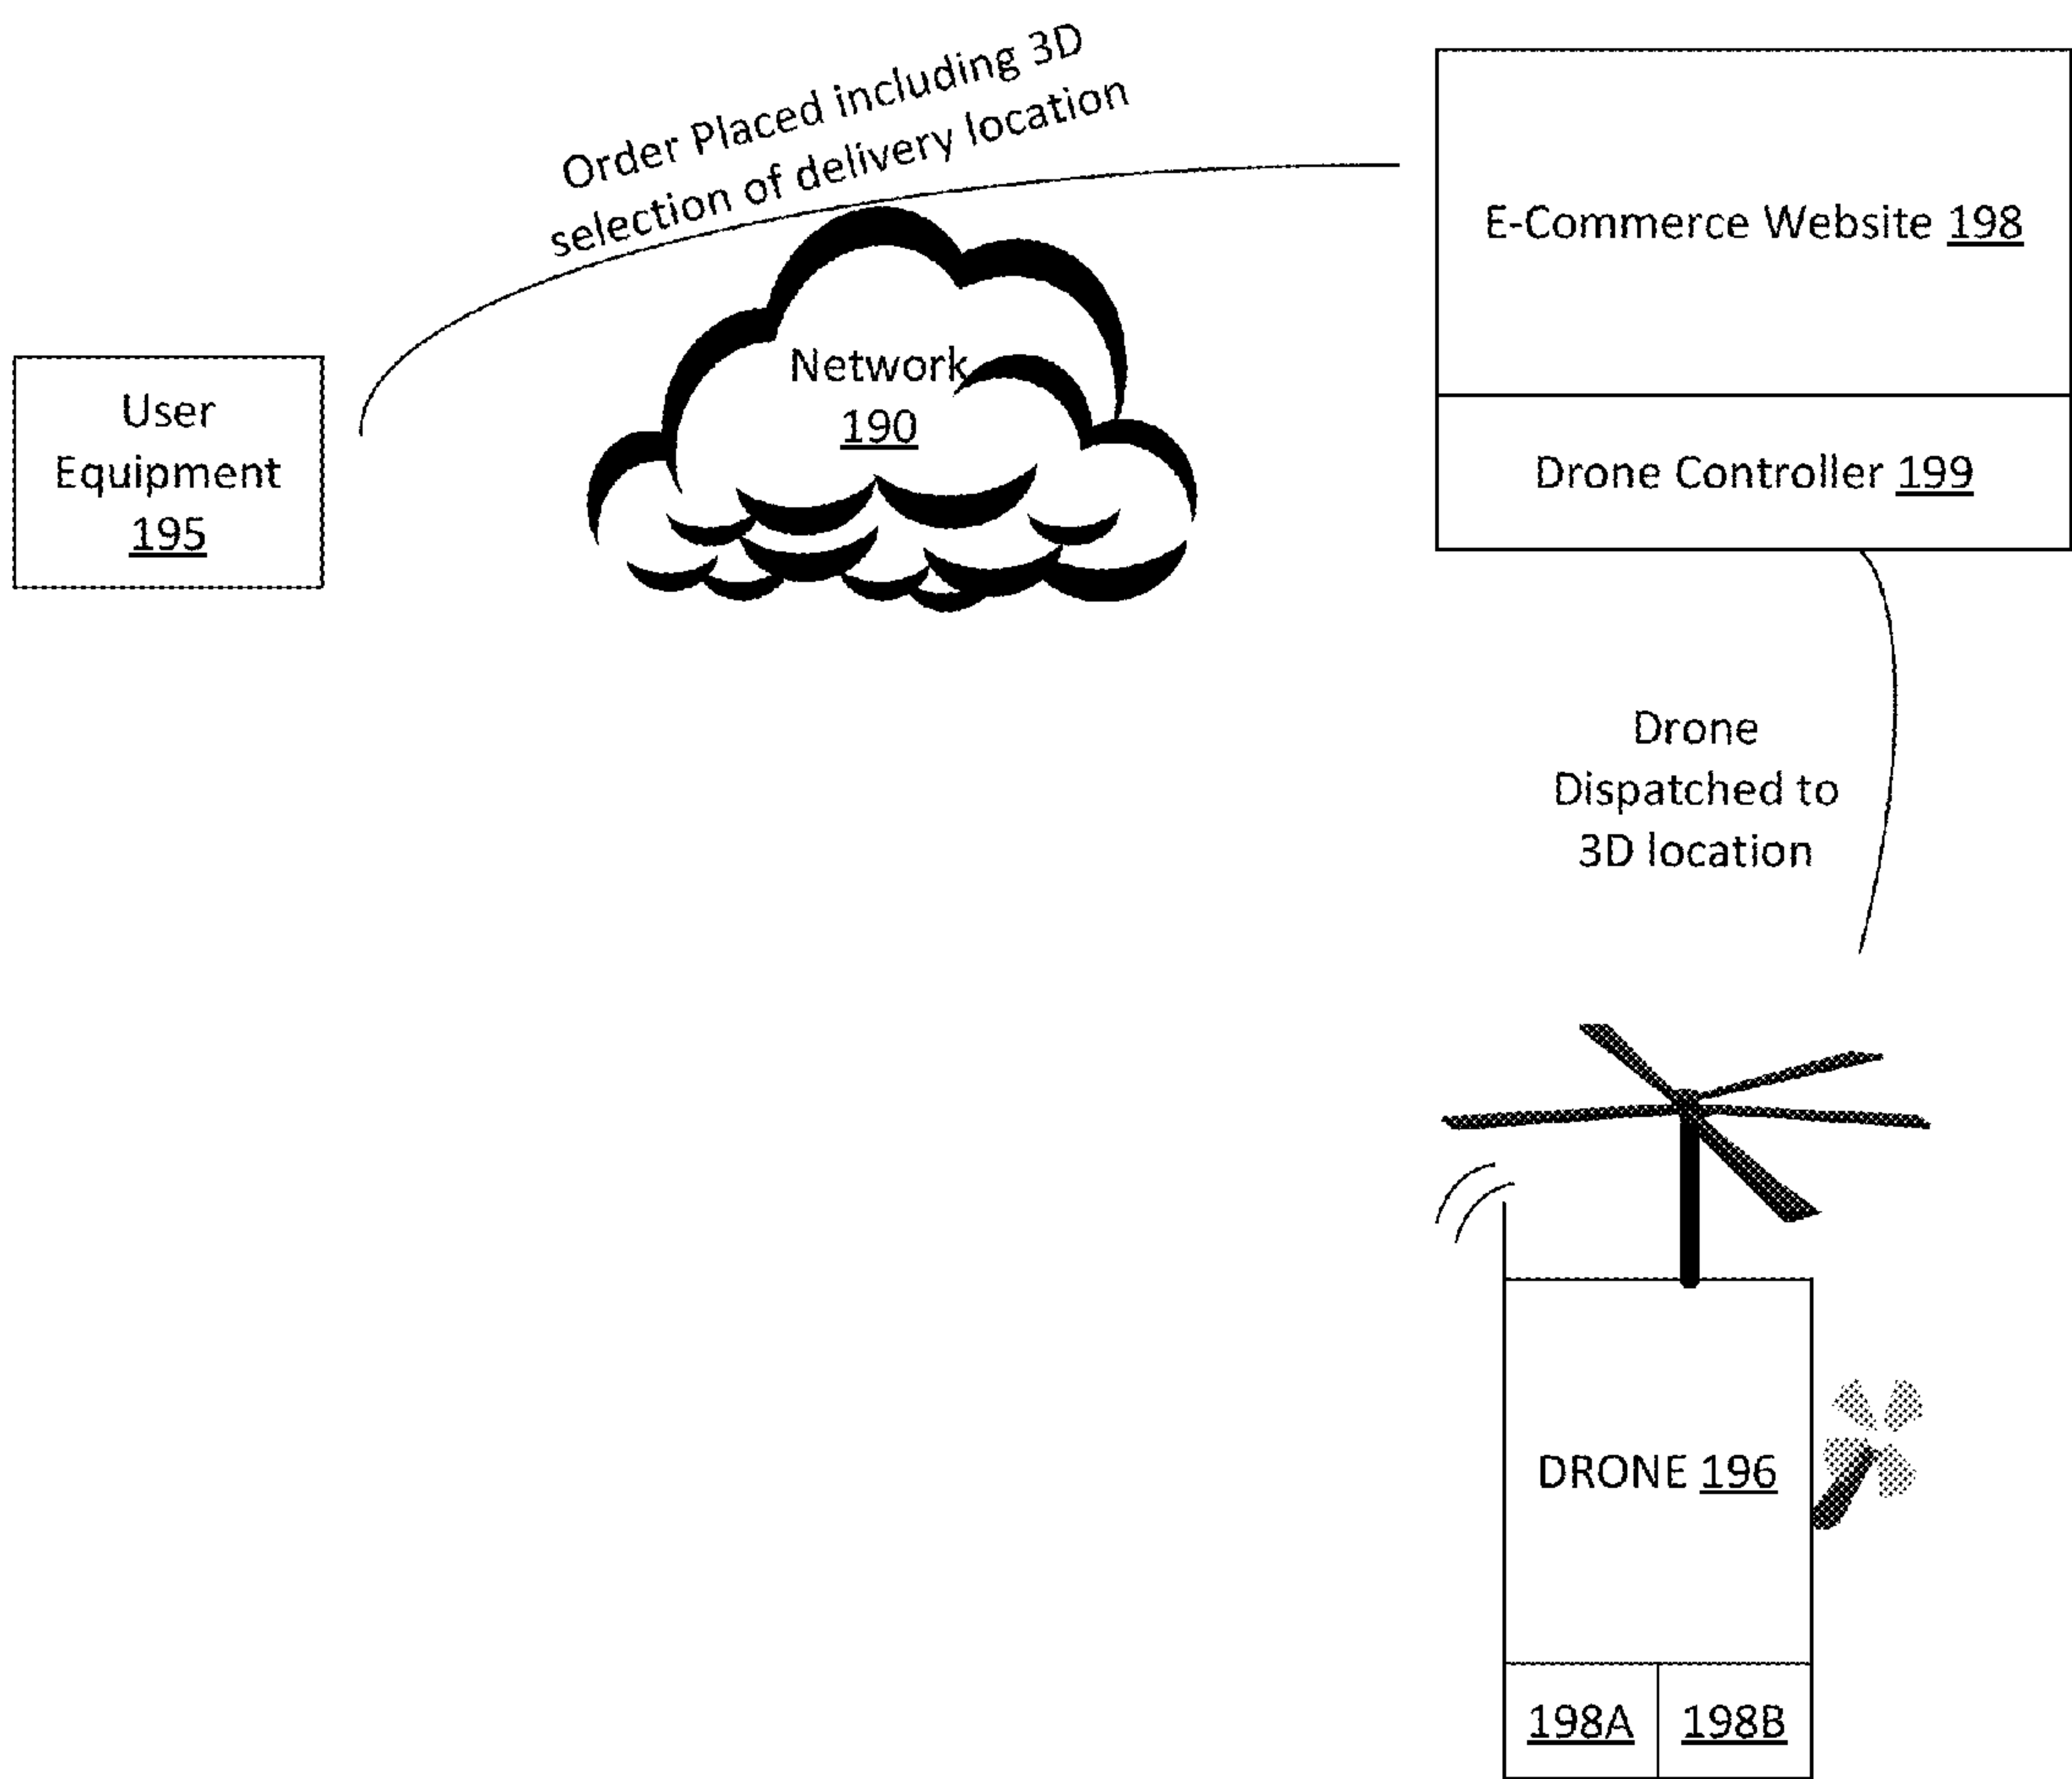 Order Placed including 3D
selection of delivery location
E-Commerce Website 198
Network
190
User
Equipment
195
Drone Controller 199
Drone
Dispatched to
3D location
DRONE 196
198A 198B